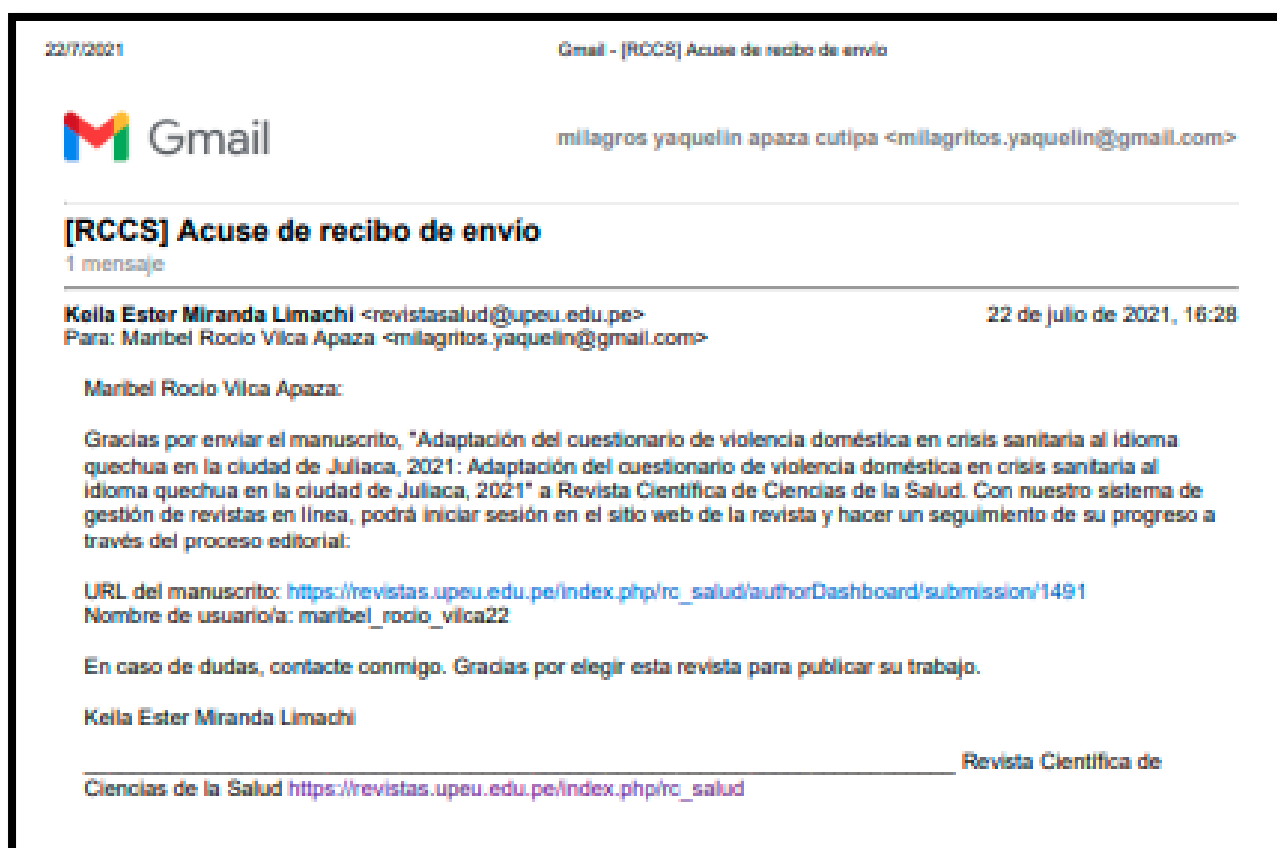 22/7/2021 Gmail - [RCCS] Acuse de recibo de envío
Gmail milagros yaquelin apaza cutipa <milagritos.yaquelin@gmail.com>
[RCCS] Acuse de recibo de envío
1 mensaje
Keila Ester Miranda Limachi <revistasalud@upeu.edu.pe> 22 de julio de 2021, 16:28
Para: Maribel Rocio Vilca Apaza <milagritos.yaquelin@gmail.com>
Maribel Rocio Vilca Apaza:
Gracias por enviar el manuscrito, "Adaptación del cuestionario de violencia doméstica en crisis sanitaria al idioma
quechua en la ciudad de Juliaca, 2021: Adaptación del cuestionario de violencia doméstica en crisis sanitaria al
idioma quechua en la ciudad de Juliaca, 2021" a Revista Científica de Ciencias de la Salud. Con nuestro sistema de
gestión de revistas en línea, podrá iniciar sesión en el sitio web de la revista y hacer un seguimiento de su progreso a
través del proceso editorial:
URL del manuscrito: https://revistas.upeu.edu.pe/index.php/rc_salud/authorDashboard/submission/1491
Nombre de usuario/a: maribel_rocio_vilca22
En caso de dudas, contacte conmigo. Gracias por elegir esta revista para publicar su trabajo.
Keila Ester Miranda Limachi
Revista Científica de
Ciencias de la Salud https://revistas.upeu.edu.pe/index.php/rc_salud